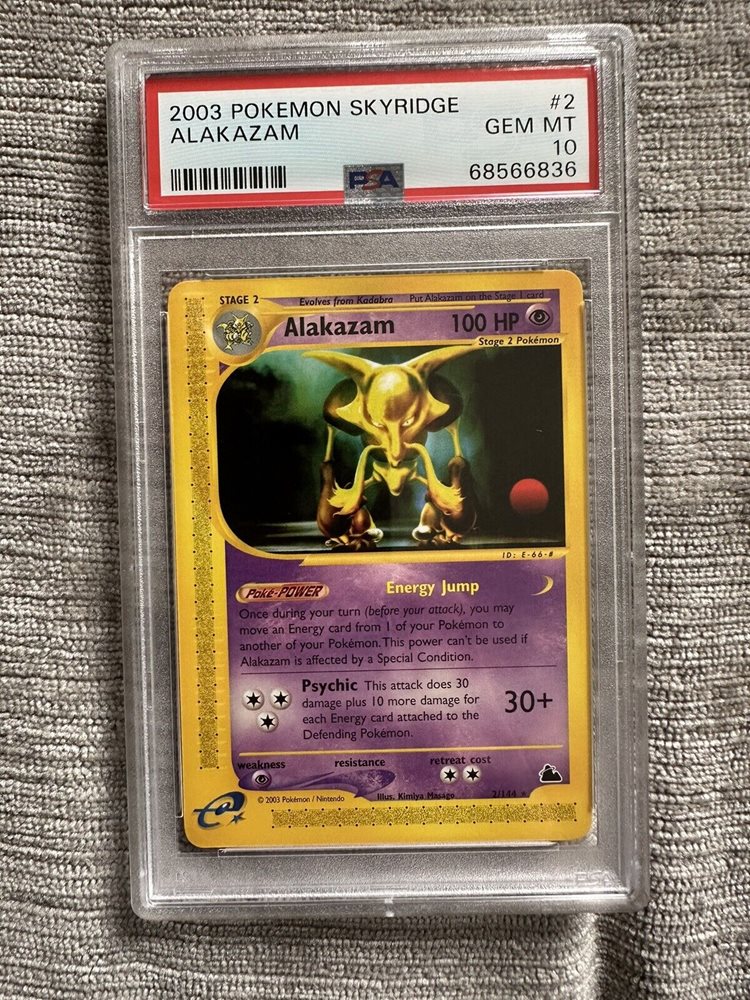 2003 POKEMON SKYRIDGE #2
ALAKAZAM GEM MT
10
PSA 68566836
STAGE 2 Evolves from Kadabra Put Alakazam on the Stage 1 card
Alakazam 100 HP
Stage 2 Pokémon
ID: E-66-#
Poké-POWER Energy Jump
Once during your turn (before your attack), you may
move an Energy card from 1 of your Pokémon to
another of your Pokémon. This power can't be used if
Alakazam is affected by a Special Condition.
Psychic This attack does 30
damage plus 10 more damage for
each Energy card attached to the
Defending Pokémon.
30+
weakness resistance retreat cost
Illus. Kimiya Masago 2/144 ★
e
© 2003 Pokémon / Nintendo